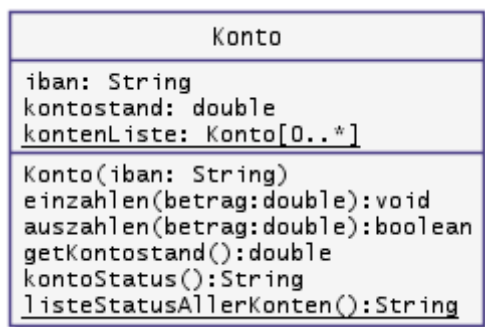 Konto
iban: String
kontostand: double
kontenListe: Konto[0..*]
Konto(iban: String)
einzahlen(betrag:double):void
auszahlen(betrag:double):boolean
getKontostand():double
kontoStatus():String
listeStatusAllerKonten():String